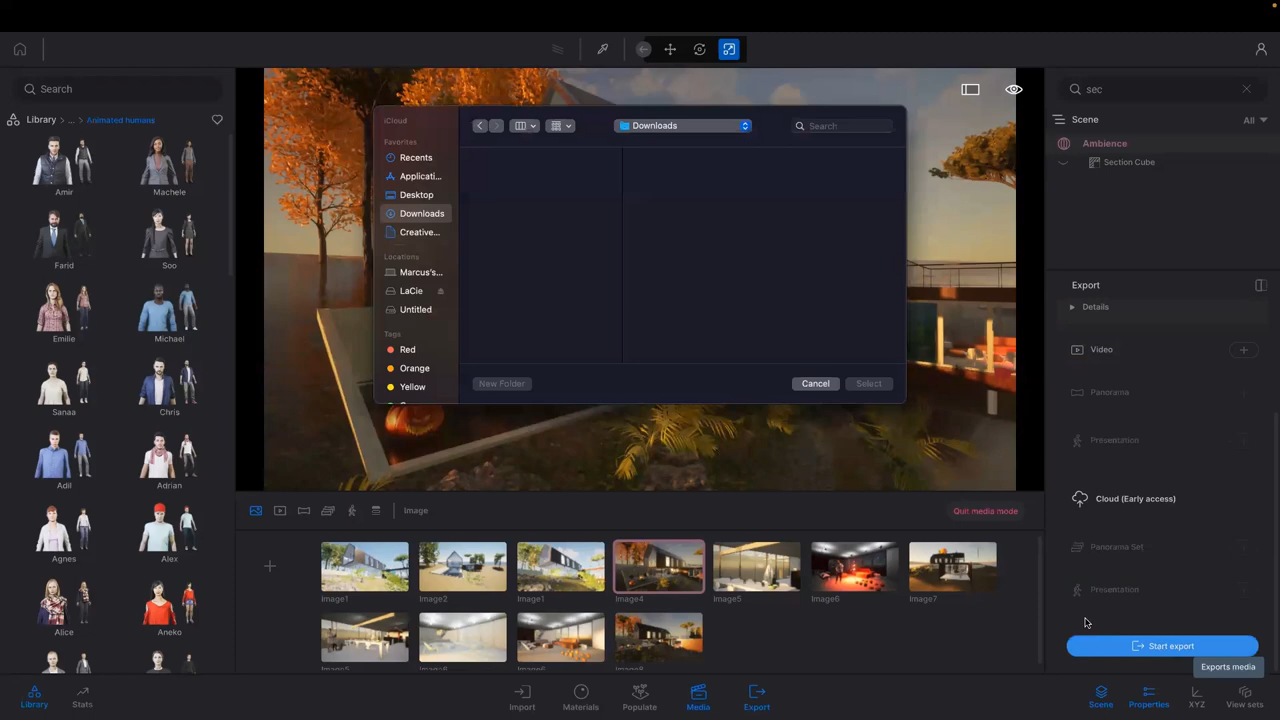 Search
Library > ... > Animated humans
Amir
Machele
Farid
Soo
Emilie
Michael
Sanaa
Chris
Adil
Adrian
Agnes
Alex
Alice
Aneko
iCloud
Favorites
Recents
Applicati...
Desktop
Downloads
Creative...
Locations
Marcus's...
LaCie
Untitled
Tags
Red
Orange
Yellow
Downloads
Search
New Folder
Cancel
Select
Image
Quit media mode
Image1
Image2
Image1
Image4
Image5
Image6
Image7
sec
Scene
All
Ambience
Section Cube
Export
Details
Video
Panorama
Presentation
Cloud (Early access)
Panorama Set
Presentation
Start export
Exports media
Library
Stats
Import
Materials
Populate
Media
Export
Scene
Properties
XYZ
View sets